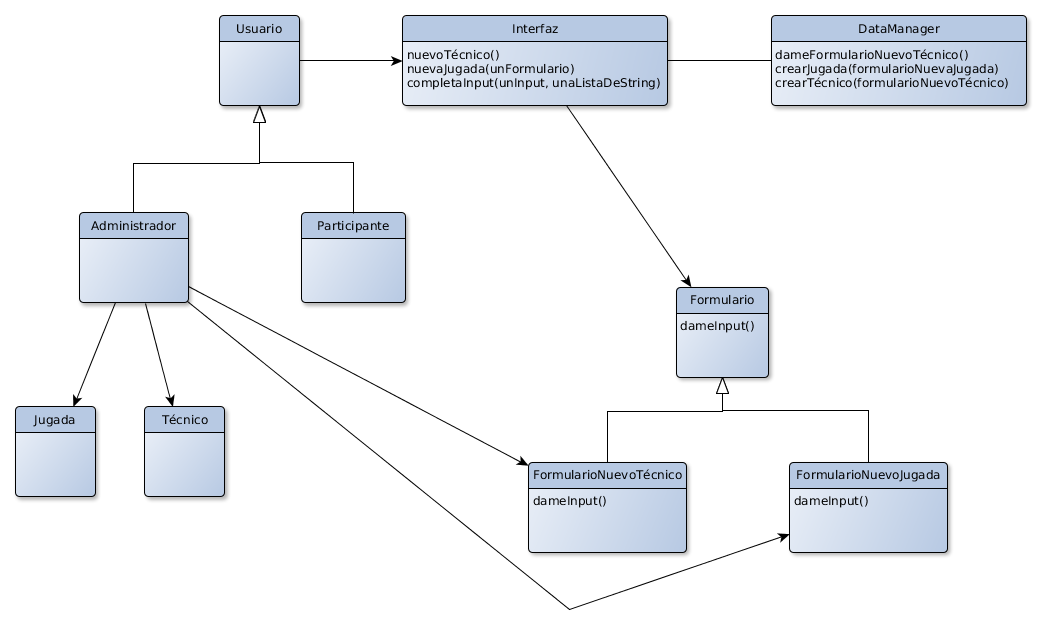 Usuario
Interfaz
nuevoTécnico()
nuevaJugada(unFormulario)
completaInput(unInput, unaListaDeString)
DataManager
dameFormularioNuevoTécnico()
crearJugada(formularioNuevaJugada)
crearTécnico(formularioNuevoTécnico)
Administrador
Participante
Formulario
dameInput()
Jugada
Técnico
FormularioNuevoTécnico
dameInput()
FormularioNuevoJugada
dameInput()